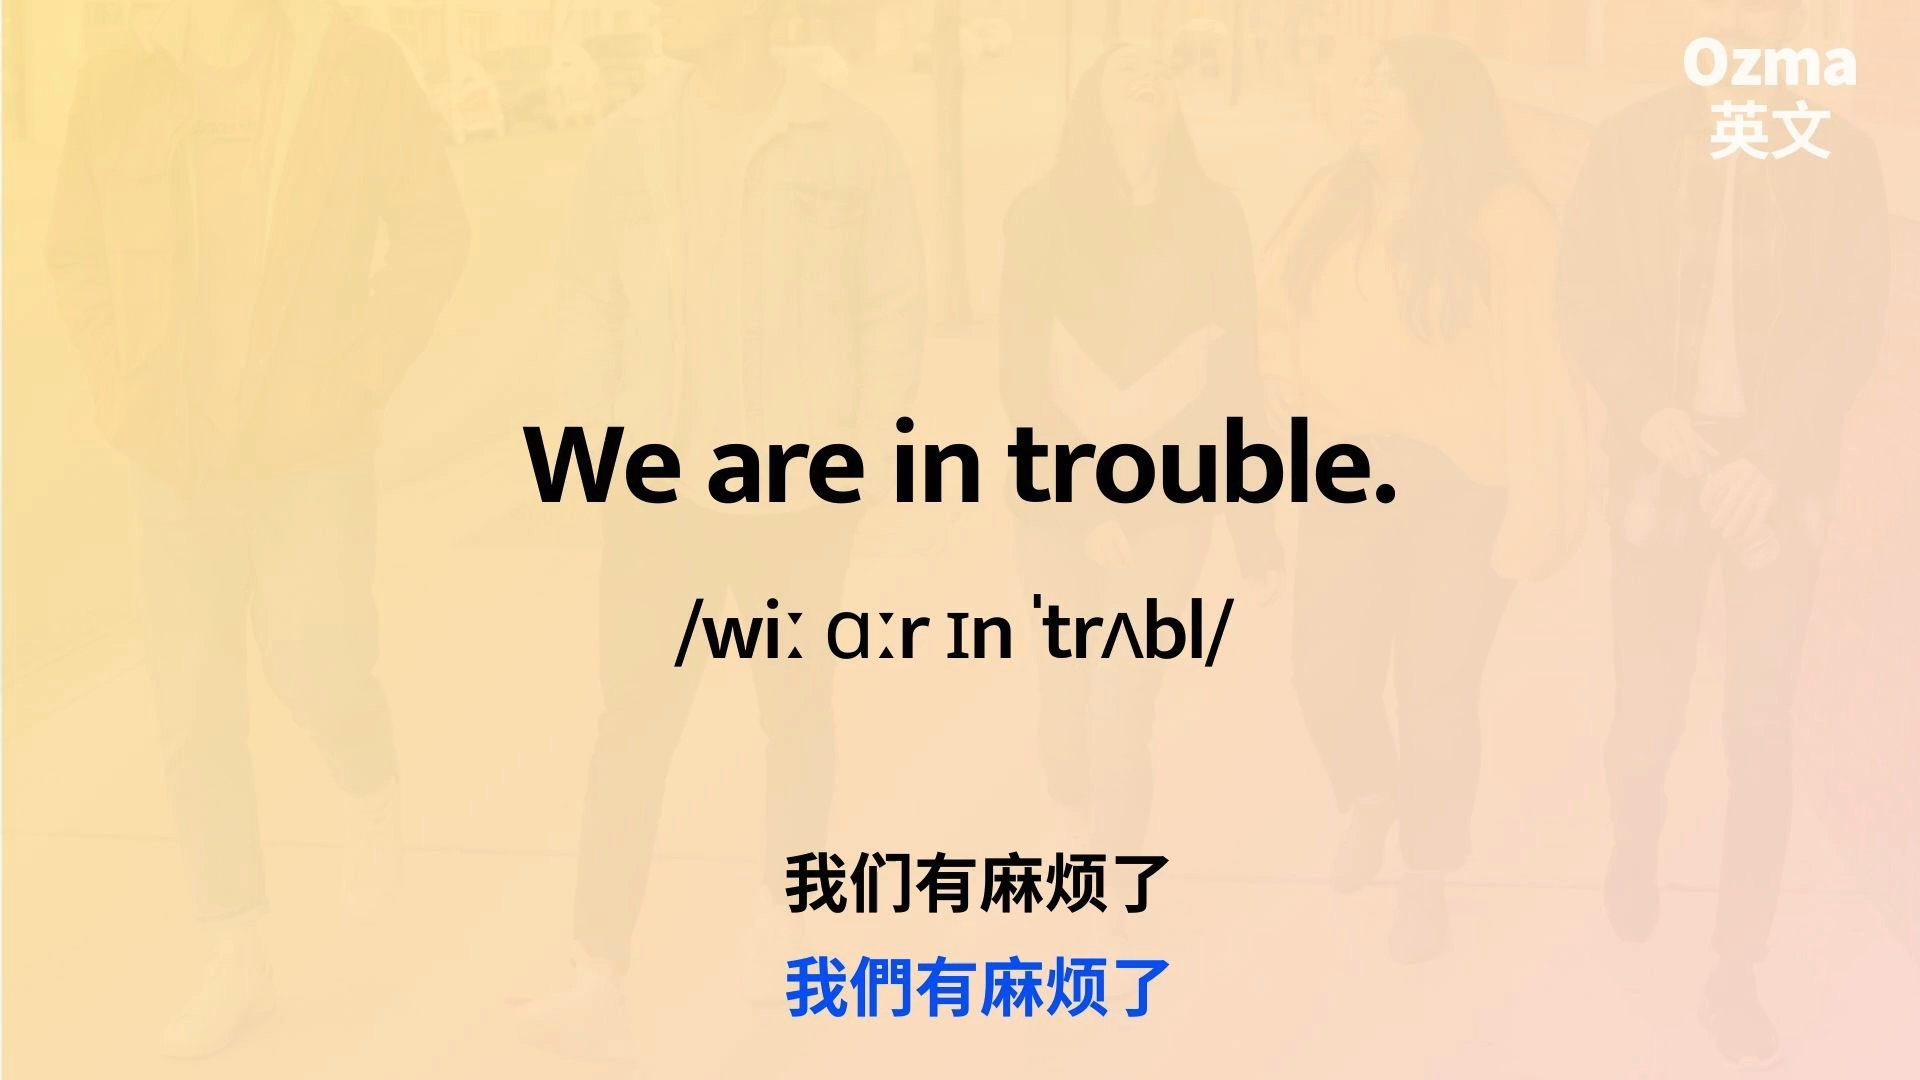 Ozma
英文
We are in trouble.
/wiː ɑːr ɪn ˈtrʌbl/
我们有麻烦了
我們有麻烦了